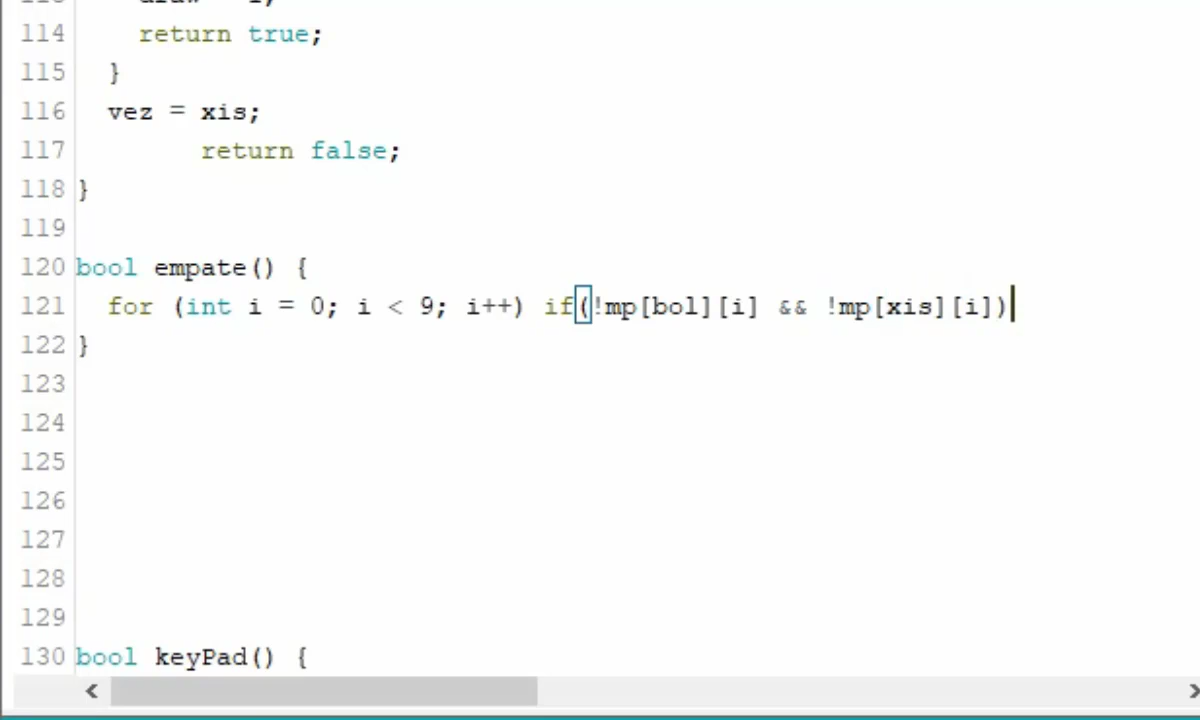 114 return true;
115 }
116 vez = xis;
117 return false;
118 }
119
120 bool empate() {
121 for (int i = 0; i < 9; i++) if(!mp[bol][i] && !mp[xis][i])
122 }
123
124
125
126
127
128
129
130 bool keyPad() {